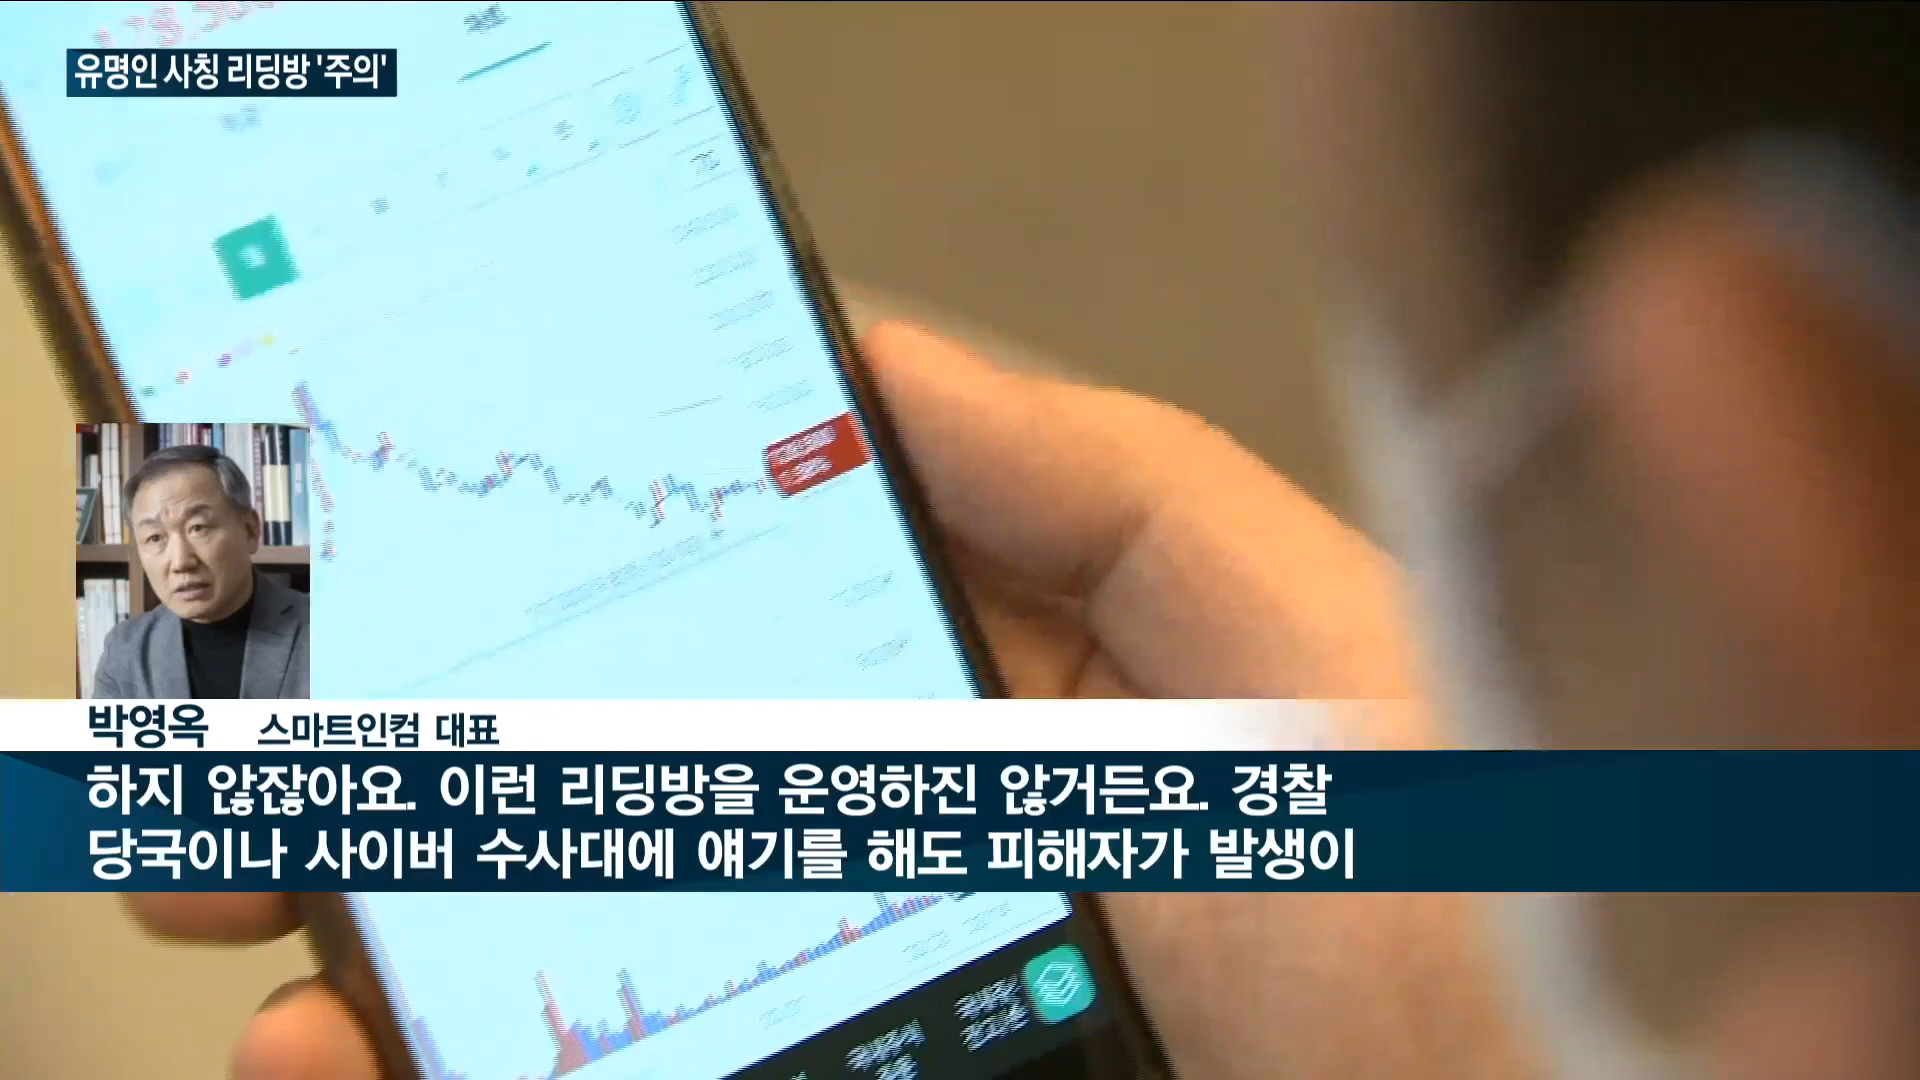 유명인 사칭 리딩방 '주의'
박영옥 스마트인컴 대표
하지 않잖아요. 이런 리딩방을 운영하진 않거든요. 경찰
당국이나 사이버 수사대에 얘기를 해도 피해자가 발생이